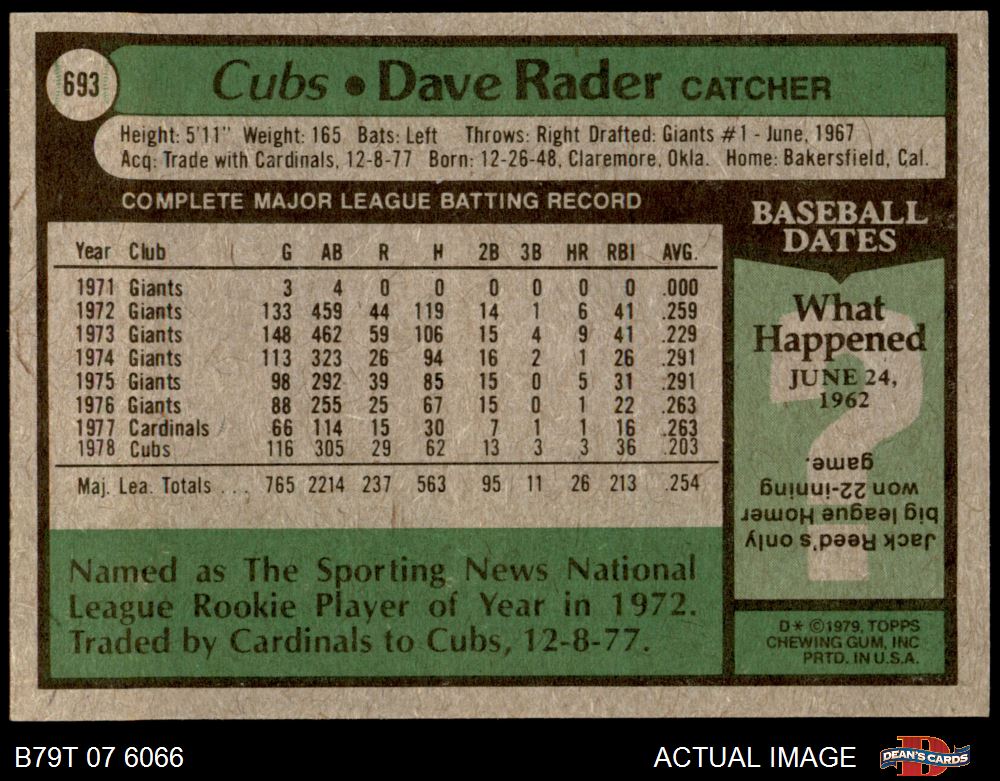 693
Cubs • Dave Rader CATCHER
Height: 5'11" Weight: 165 Bats: Left Throws: Right Drafted: Giants #1 - June, 1967
Acq: Trade with Cardinals, 12-8-77 Born: 12-26-48, Claremore, Okla. Home: Bakersfield, Cal.
COMPLETE MAJOR LEAGUE BATTING RECORD
Year Club G AB R H 2B 3B HR RBI AVG.
1971 Giants 3 4 0 0 0 0 0 0 .000
1972 Giants 133 459 44 119 14 1 6 41 .259
1973 Giants 148 462 59 106 15 4 9 41 .229
1974 Giants 113 323 26 94 16 2 1 26 .291
1975 Giants 98 292 39 85 15 0 5 31 .291
1976 Giants 88 255 25 67 15 0 1 22 .263
1977 Cardinals 66 114 15 30 7 1 1 16 .263
1978 Cubs 116 305 29 62 13 3 3 36 .203
Maj. Lea. Totals ... 765 2214 237 563 95 11 26 213 .254
Named as The Sporting News National
League Rookie Player of Year in 1972.
Traded by Cardinals to Cubs, 12-8-77.
BASEBALL
DATES
What
Happened
JUNE 24,
1962
?
Jack Reed's only
big league Homer
won 22-inning
game.
D* ©1979, TOPPS
CHEWING GUM, INC
PRTD. IN U.S.A.
B79T 07 6066
ACTUAL IMAGE
DEAN'S CARDS